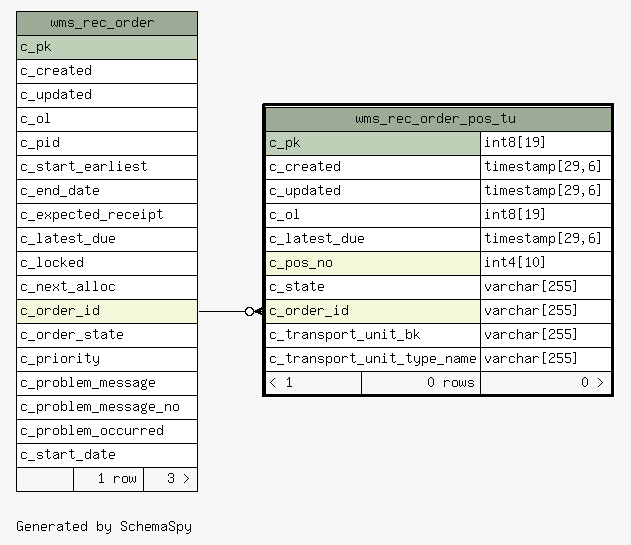 wms_rec_order
c_pk
c_created
c_updated
c_ol
c_pid
c_start_earliest
c_end_date
c_expected_receipt
c_latest_due
c_locked
c_next_alloc
c_order_id
c_order_state
c_priority
c_problem_message
c_problem_message_no
c_problem_occurred
c_start_date
1 row 3 >
wms_rec_order_pos_tu
c_pk int8[19]
c_created timestamp[29,6]
c_updated timestamp[29,6]
c_ol int8[19]
c_latest_due timestamp[29,6]
c_pos_no int4[10]
c_state varchar[255]
c_order_id varchar[255]
c_transport_unit_bk varchar[255]
c_transport_unit_type_name varchar[255]
< 1 0 rows 0 >
Generated by SchemaSpy